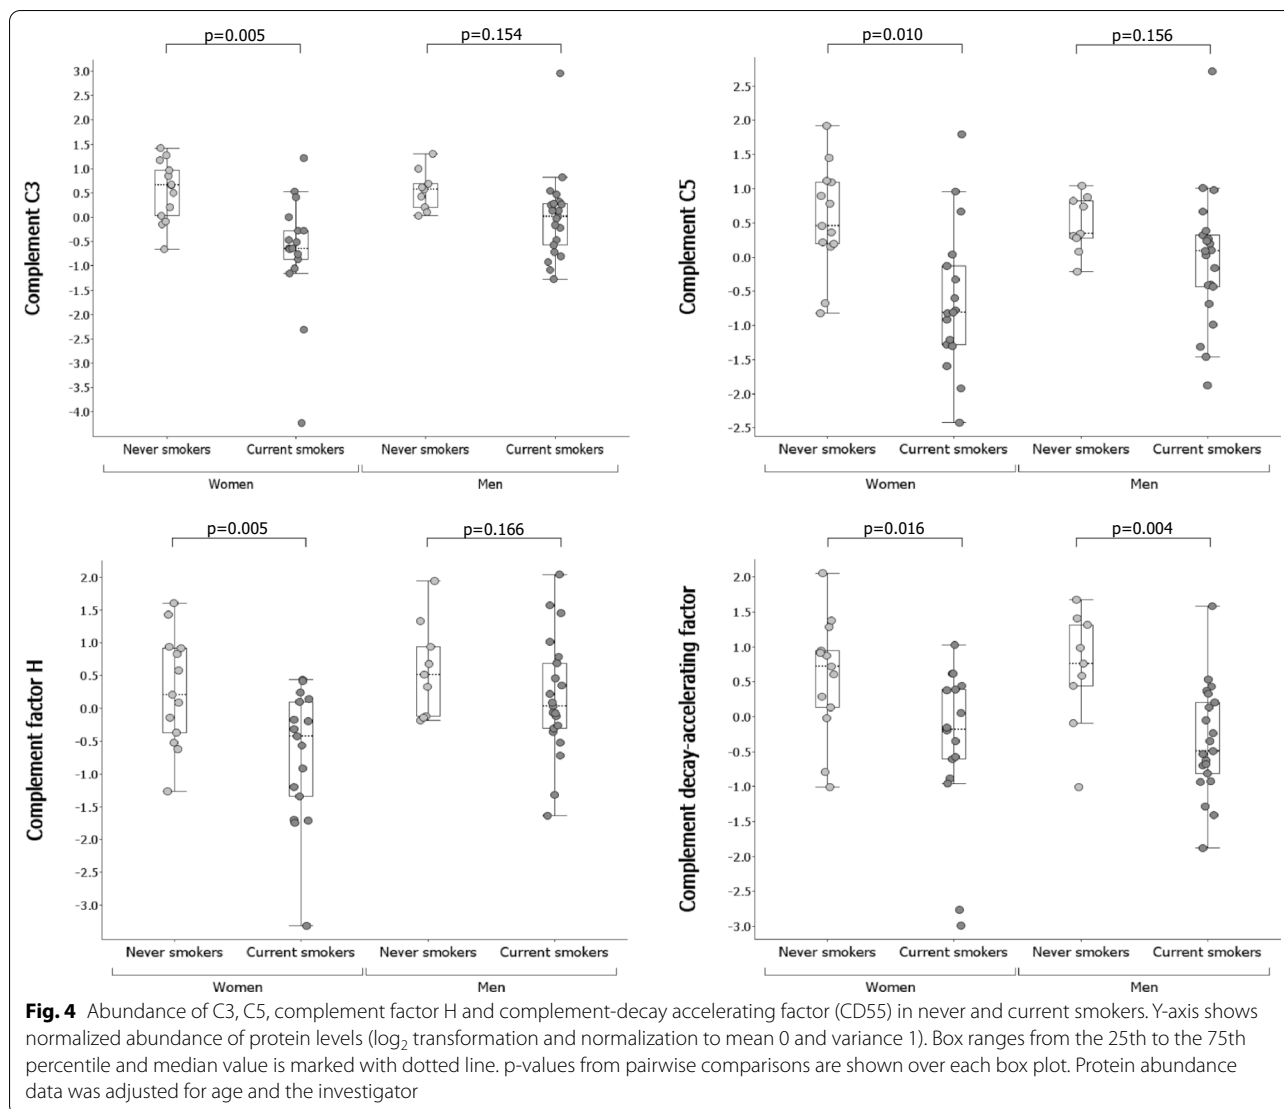 p=0.005
p=0.154
Complement C3
3.0
2.5
2.0
1.5
1.0
0.5
0.0
-0.5
-1.0
-1.5
-2.0
-2.5
-3.0
-3.5
-4.0
Never smokers
Current smokers
Never smokers
Current smokers
Women
Men
p=0.010
p=0.156
Complement C5
2.5
2.0
1.5
1.0
0.5
0.0
-0.5
-1.0
-1.5
-2.0
-2.5
Never smokers
Current smokers
Never smokers
Current smokers
Women
Men
p=0.005
p=0.166
Complement factor H
2.0
1.5
1.0
0.5
0.0
-0.5
-1.0
-1.5
-2.0
-2.5
-3.0
Never smokers
Current smokers
Never smokers
Current smokers
Women
Men
p=0.016
p=0.004
Complement decay-accelerating factor
2.0
1.5
1.0
0.5
0.0
-0.5
-1.0
-1.5
-2.0
-2.5
-3.0
Never smokers
Current smokers
Never smokers
Current smokers
Women
Men
Fig. 4 Abundance of C3, C5, complement factor H and complement-decay accelerating factor (CD55) in never and current smokers. Y-axis shows
normalized abundance of protein levels (log₂ transformation and normalization to mean 0 and variance 1). Box ranges from the 25th to the 75th
percentile and median value is marked with dotted line. p-values from pairwise comparisons are shown over each box plot. Protein abundance
data was adjusted for age and the investigator